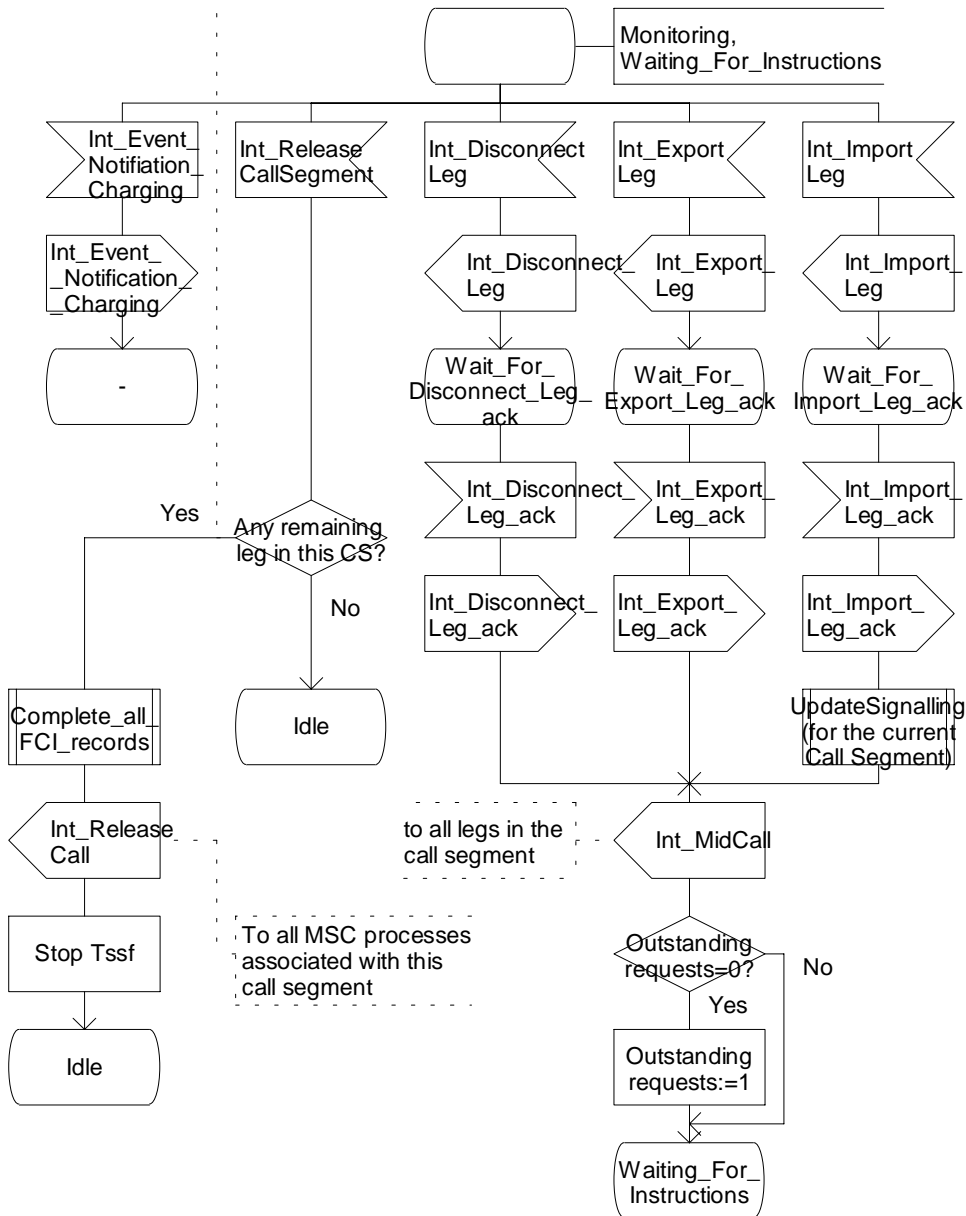 Monitoring,
Waiting_For_Instructions
Int_Event_
Notifiation_
Charging
Int_Release
CallSegment
Int_Disconnect
Leg
Int_Export
Leg
Int_Import
Leg
Int_Event_
_Notification_
_Charging
Int_Disconnect_
Leg
Int_Export_
Leg
Int_Import_
Leg
-
Wait_For_
Disconnect_Leg_
ack
Wait_For_
Export_Leg_ack
Wait_For_
Import_Leg_ack
Int_Disconnect_
Leg_ack
Int_Export_
Leg_ack
Int_Import_
Leg_ack
Yes
Any remaining
leg in this CS?
No
Int_Disconnect_
Leg_ack
Int_Export_
Leg_ack
Int_Import_
Leg_ack
Complete_all_
FCI_records
Idle
UpdateSignalling
(for the current
Call Segment)
Int_Release
Call
to all legs in the
call segment
Int_MidCall
Stop Tssf
To all MSC processes
associated with this
call segment
Outstanding
requests=0?
No
Yes
Idle
Outstanding
requests:=1
Waiting_For_
Instructions